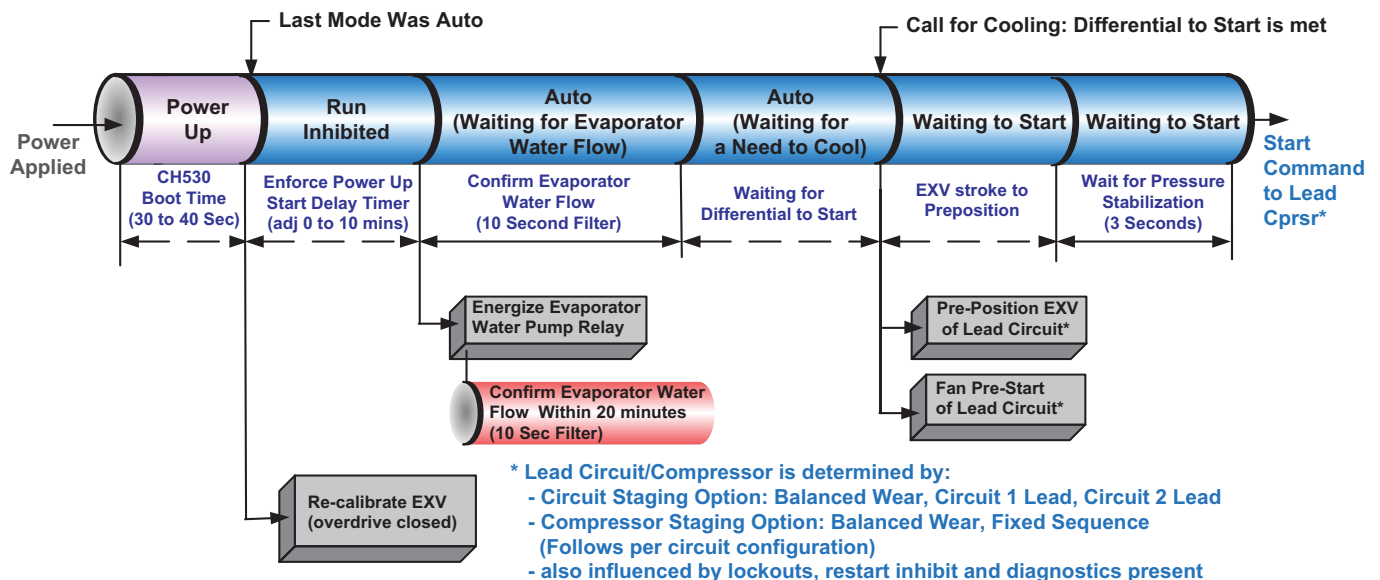 Last Mode Was Auto
Call for Cooling: Differential to Start is met
Power
Applied
Power
Up
Run
Inhibited
Auto
(Waiting for Evaporator
Water Flow)
Auto
(Waiting for
a Need to Cool)
Waiting to Start
Waiting to Start
Start
Command
to Lead
Cprsr*
CH530
Boot Time
(30 to 40 Sec)
Enforce Power Up
Start Delay Timer
(adj 0 to 10 mins)
Confirm Evaporator
Water Flow
(10 Second Filter)
Waiting for
Differential to Start
EXV stroke to
Preposition
Wait for Pressure
Stabilization
(3 Seconds)
Energize Evaporator
Water Pump Relay
Pre-Position EXV
of Lead Circuit*
Confirm Evaporator Water
Flow Within 20 minutes
(10 Sec Filter)
Fan Pre-Start
of Lead Circuit*
Re-calibrate EXV
(overdrive closed)
* Lead Circuit/Compressor is determined by:
- Circuit Staging Option: Balanced Wear, Circuit 1 Lead, Circuit 2 Lead
- Compressor Staging Option: Balanced Wear, Fixed Sequence
(Follows per circuit configuration)
- also influenced by lockouts, restart inhibit and diagnostics present